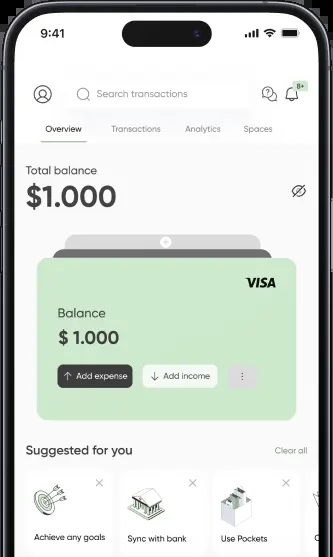 9:41
Search transactions
8+
Overview Transactions Analytics Spaces
Total balance
$1.000
VISA
Balance
$ 1.000
Add expense Add income
Suggested for you Clear all
Achieve any goals Sync with bank Use Pockets